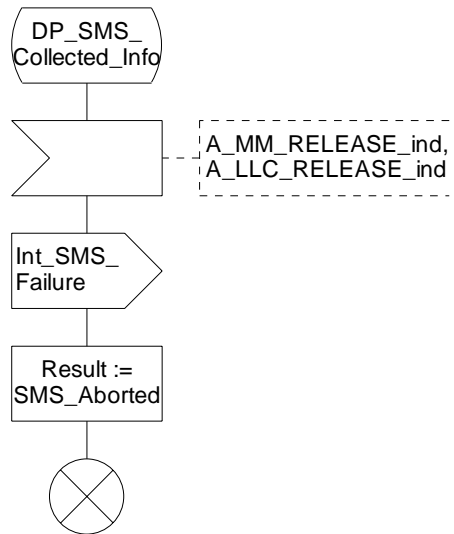 DP_SMS_
Collected_Info
A_MM_RELEASE_ind,
A_LLC_RELEASE_ind
Int_SMS_
Failure
Result :=
SMS_Aborted